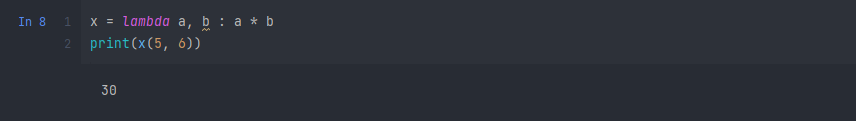 In 8 1 x = lambda a, b : a * b
2 print(x(5, 6))
30